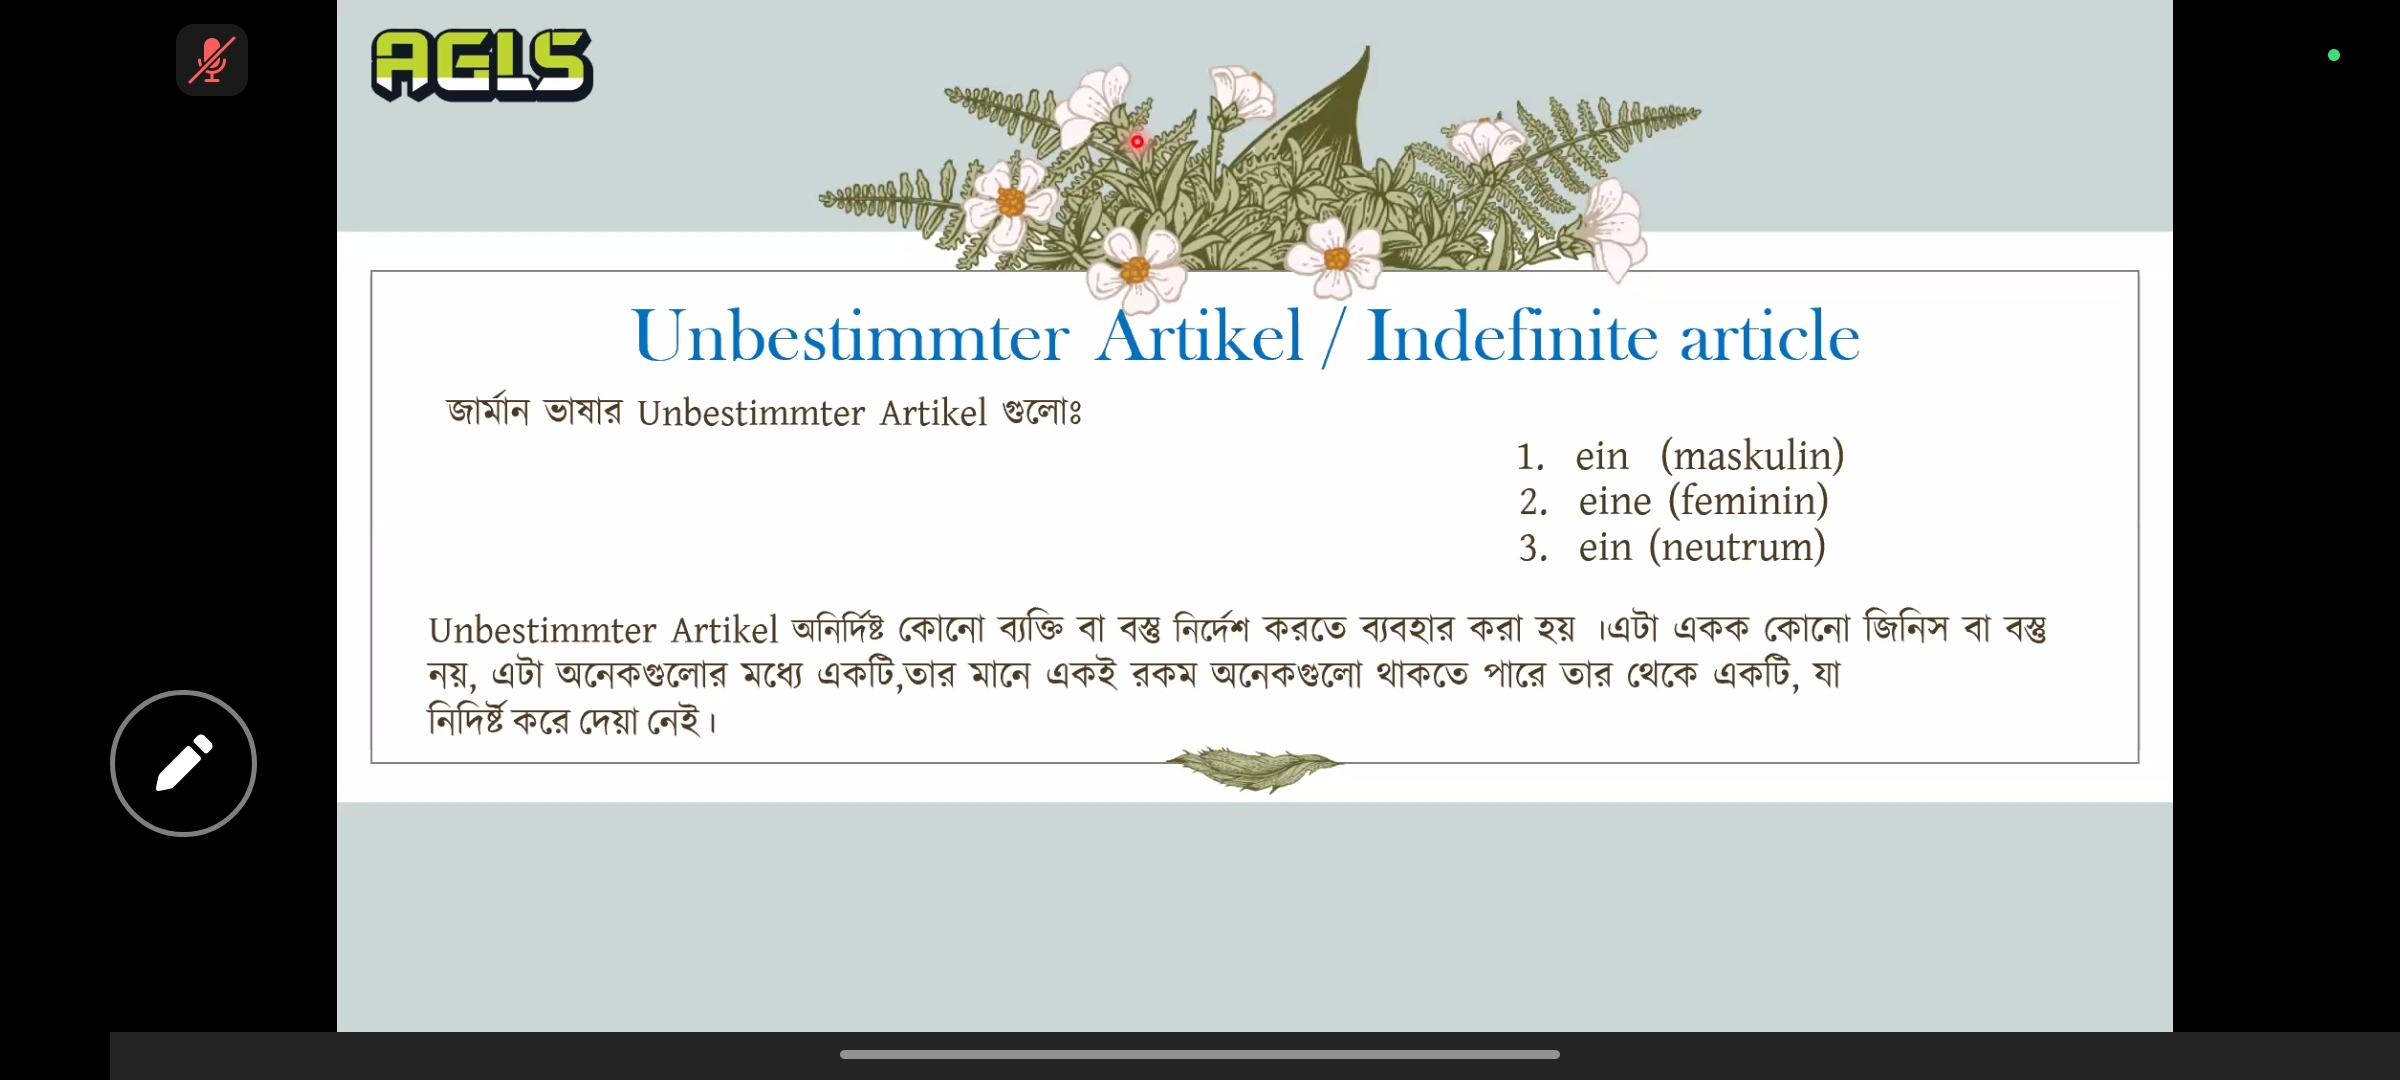 AGLS
Unbestimmter Artikel / Indefinite article
জার্মান ভাষার Unbestimmter Artikel গুলোঃ
1. ein (maskulin)
2. eine (feminin)
3. ein (neutrum)
Unbestimmter Artikel অনির্দিষ্ট কোনো ব্যক্তি বা বস্তু নির্দেশ করতে ব্যবহার করা হয় ।এটা একক কোনো জিনিস বা বস্তু
নয়, এটা অনেকগুলোর মধ্যে একটি,তার মানে একই রকম অনেকগুলো থাকতে পারে তার থেকে একটি, যা
নিদির্ষ্ট করে দেয়া নেই।